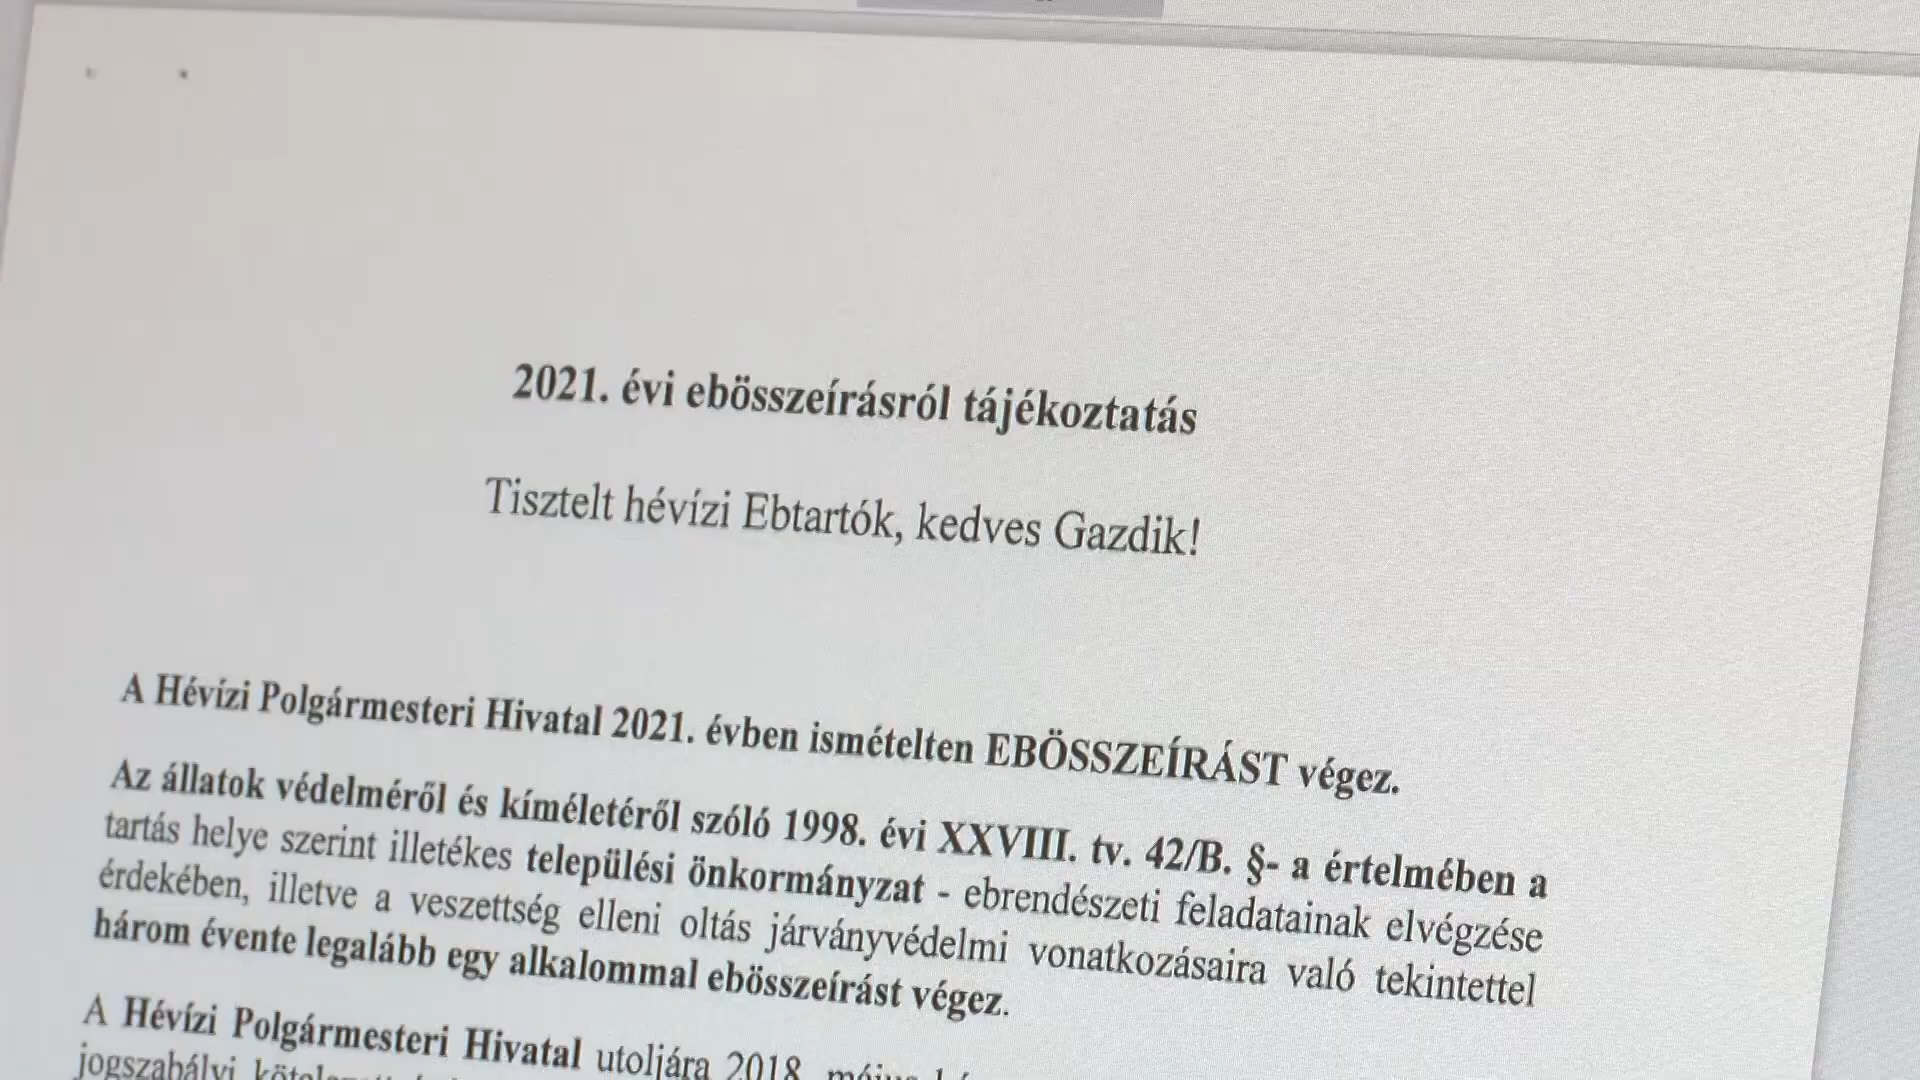 2021. évi ebösszeírásról tájékoztatás
Tisztelt hévízi Ebtartók, kedves Gazdik!
A Hévízi Polgármesteri Hivatal 2021. évben ismételten EBÖSSZEÍRÁST végez.
Az állatok védelméről és kíméletéről szóló 1998. évi XXVIII. tv. 42/B. §- a értelmében a
tartás helye szerint illetékes települési önkormányzat - ebrendészeti feladatainak elvégzése
érdekében, illetve a veszettség elleni oltás járványvédelmi vonatkozásaira való tekintettel
három évente legalább egy alkalommal ebösszeírást végez.
A Hévízi Polgármesteri Hivatal utoljára 2018. május
jogszabályi